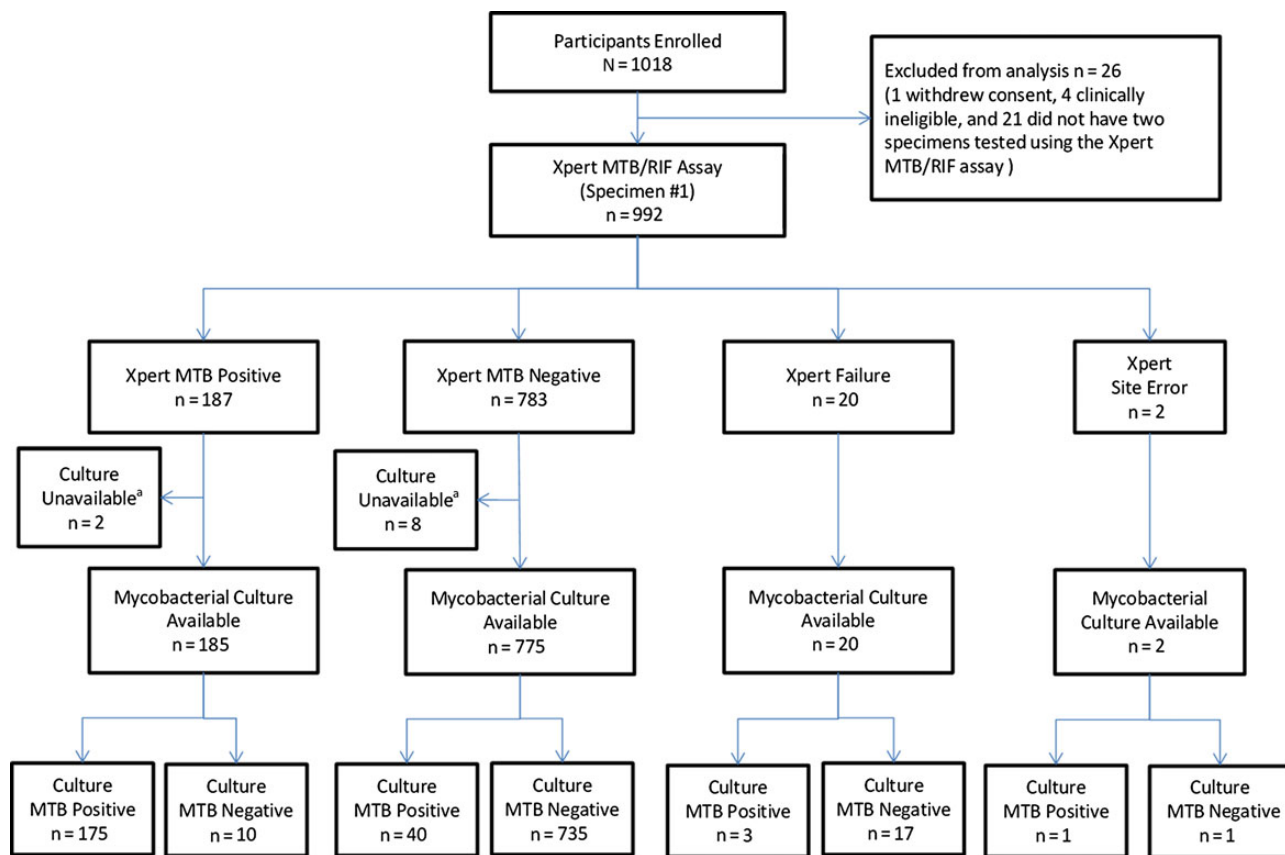 Participants Enrolled
N = 1018
Excluded from analysis n = 26
(1 withdrew consent, 4 clinically
ineligible, and 21 did not have two
specimens tested using the Xpert
MTB/RIF assay )
Xpert MTB/RIF Assay
(Specimen #1)
n = 992
Xpert MTB Positive
n = 187
Xpert MTB Negative
n = 783
Xpert Failure
n = 20
Xpert
Site Error
n = 2
Culture
Unavailableᵃ
n = 2
Culture
Unavailableᵃ
n = 8
Mycobacterial Culture
Available
n = 185
Mycobacterial Culture
Available
n = 775
Mycobacterial Culture
Available
n = 20
Mycobacterial
Culture Available
n = 2
Culture
MTB Positive
n = 175
Culture
MTB Negative
n = 10
Culture
MTB Positive
n = 40
Culture
MTB Negative
n = 735
Culture
MTB Positive
n = 3
Culture
MTB Negative
n = 17
Culture
MTB Positive
n = 1
Culture
MTB Negative
n = 1